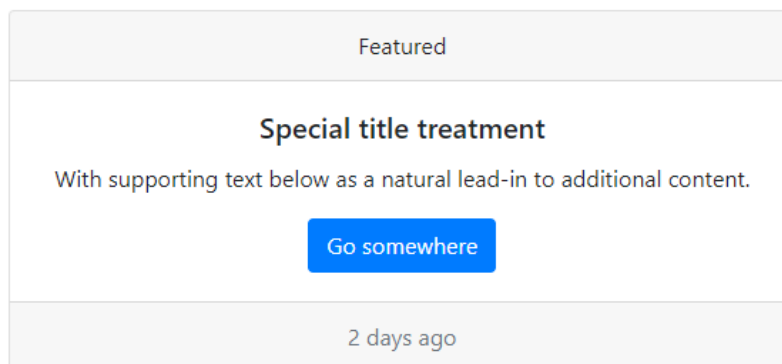 Featured
Special title treatment
With supporting text below as a natural lead-in to additional content.
Go somewhere
2 days ago